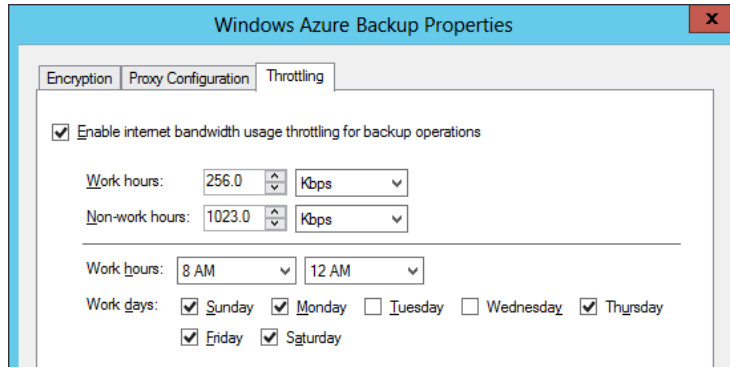 Windows Azure Backup Properties
x
Encryption Proxy Configuration Throttling
Enable internet bandwidth usage throttling for backup operations
Work hours: 256.0 Kbps
Non-work hours: 1023.0 Kbps
Work hours: 8 AM 12 AM
Work days: Sunday Monday Tuesday Wednesday Thursday
Friday Saturday